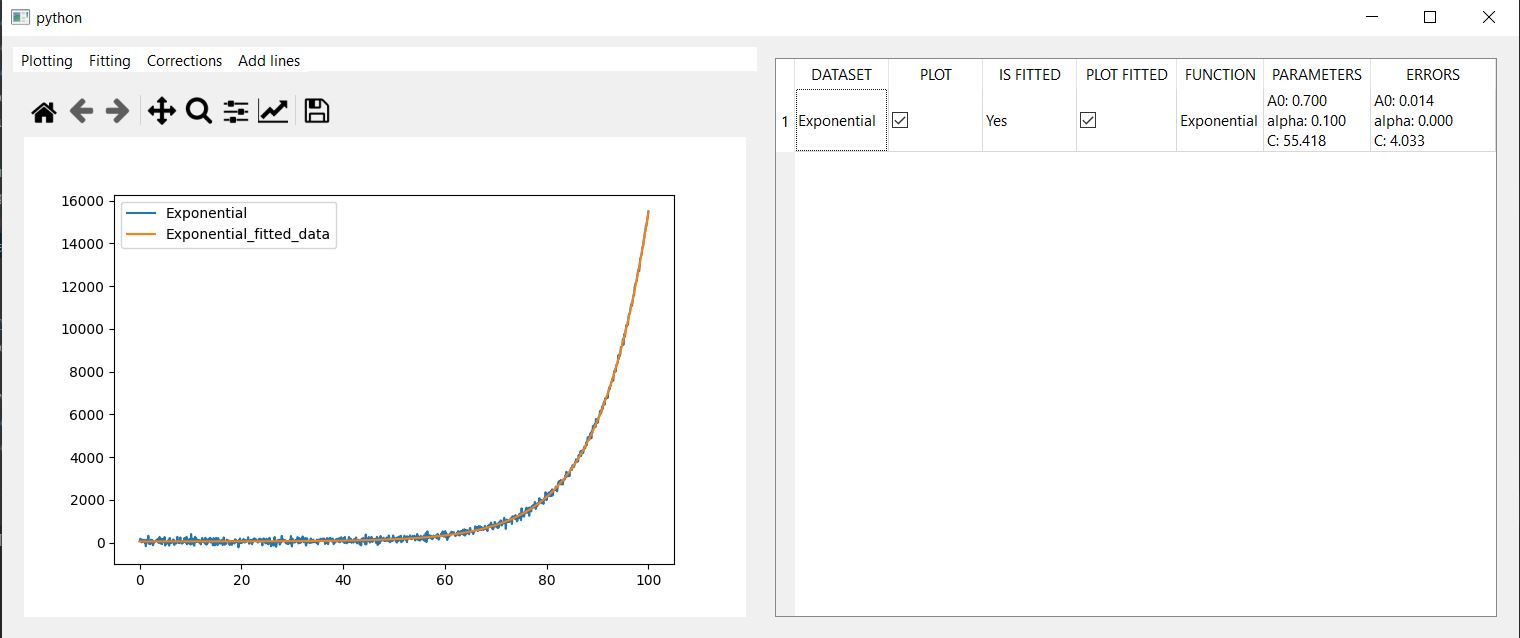 python
Plotting Fitting Corrections Add lines
DATASET PLOT IS FITTED PLOT FITTED FUNCTION PARAMETERS ERRORS
1 Exponential Yes Exponential A0: 0.700 A0: 0.014
alpha: 0.100 alpha: 0.000
C: 55.418 C: 4.033
Exponential
Exponential_fitted_data
16000
14000
12000
10000
8000
6000
4000
2000
0
0 20 40 60 80 100